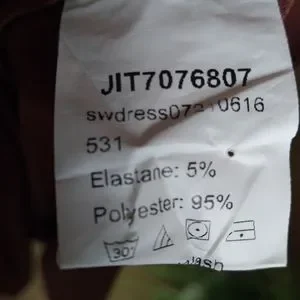 JIT7076807
531
Elastane: 5%
Polyester: 95%
30°